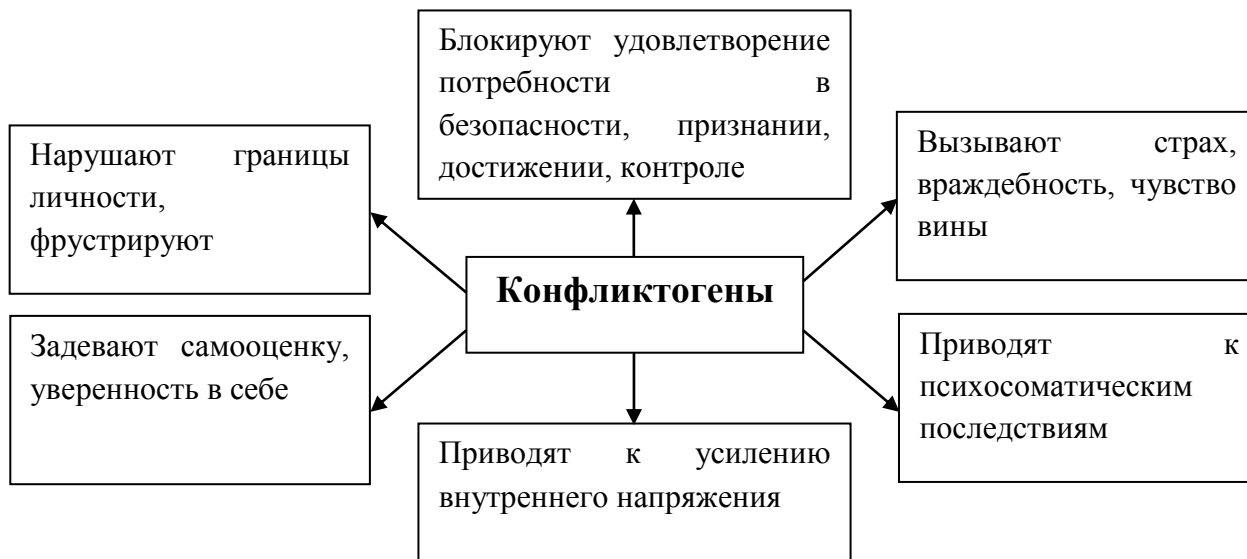 Блокируют удовлетворение
потребности в
безопасности, признании,
достижении, контроле
Нарушают границы
личности,
фрустрируют
Вызывают страх,
враждебность, чувство
вины
Конфликтогены
Задевают самооценку,
уверенность в себе
Приводят к
психосоматическим
последствиям
Приводят к усилению
внутреннего напряжения